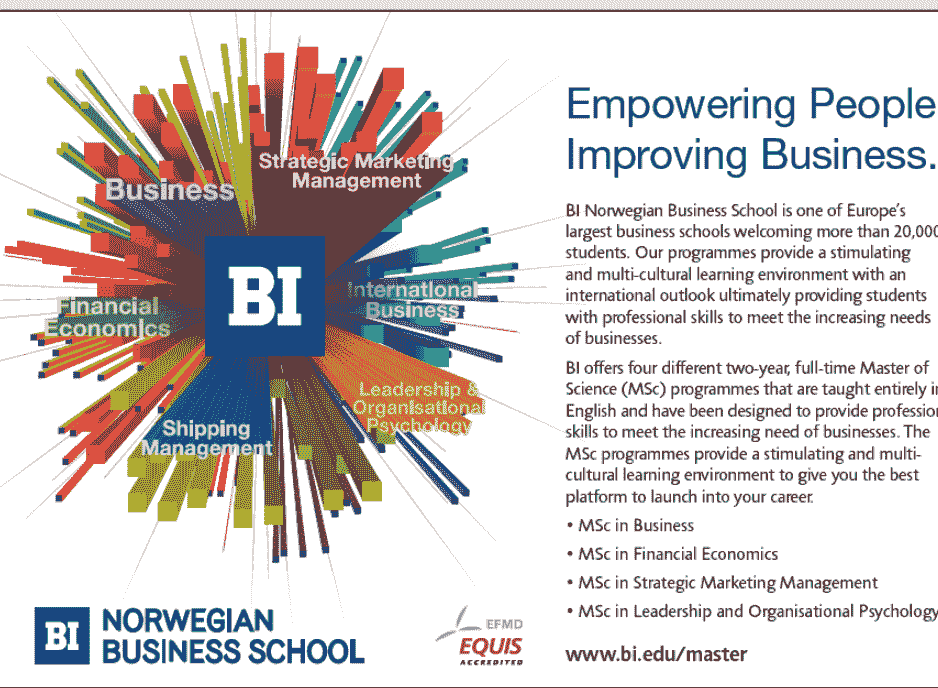 Empowering People
Improving Business.
BI Norwegian Business School is one of Europe's
largest business schools welcoming more than 20,000
students. Our programmes provide a stimulating
and multi-cultural learning environment with an
international outlook ultimately providing students
with professional skills to meet the increasing needs
of businesses.
BI offers four different two-year, full-time Master of
Science (MSc) programmes that are taught entirely in
English and have been designed to provide profession
skills to meet the increasing need of businesses. The
MSc programmes provide a stimulating and multi-
cultural learning environment to give you the best
platform to launch into your career.
• MSc in Business
• MSc in Financial Economics
• MSc in Strategic Marketing Management
• MSc in Leadership and Organisational Psychology
www.bi.edu/master
Business
Strategic Marketing
Management
BI
International
Business
Financial
Economics
Leadership &
Organisational
Psychology
Shipping
Management
BI
NORWEGIAN
BUSINESS SCHOOL
EFMD
EQUIS
ACCREDITED